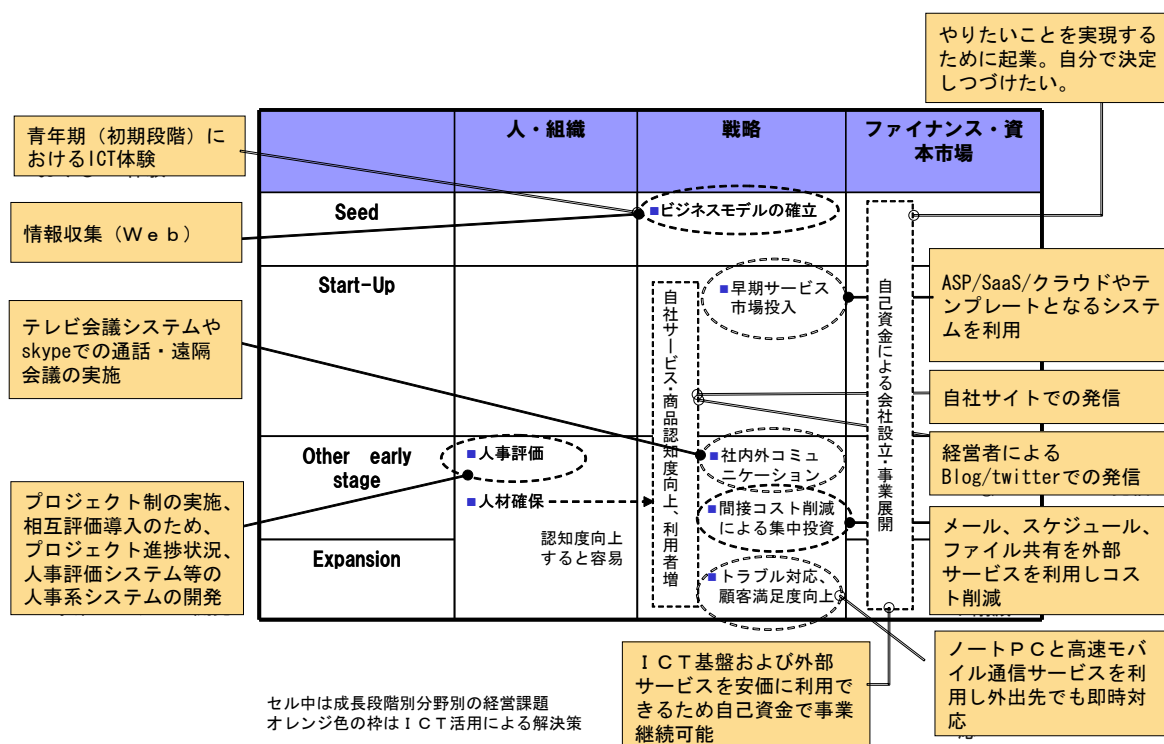 やりたいことを実現する
ために起業。自分で決定
しつづけたい。
人・組織
戦略
ファイナンス・資
本市場
青年期（初期段階）に
おけるICT体験
Seed
■ビジネスモデルの確立
情報収集（Ｗｅｂ）
Start-Up
■早期サービス
市場投入
ASP/SaaS/クラウドやテ
ンプレートとなるシステ
ムを利用
テレビ会議システムや
skypeでの通話・遠隔
会議の実施
自社サービス・商品認知度向上、利用者増
自己資金による会社設立・事業展開
自社サイトでの発信
Other early
stage
■人事評価
■人材確保
■社内外コミュ
ニケーション
経営者による
Blog/twitterでの発信
プロジェクト制の実施、
相互評価導入のため、
プロジェクト進捗状況、
人事評価システム等の
人事系システムの開発
■間接コスト削減
による集中投資
メール、スケジュール、
ファイル共有を外部
サービスを利用しコス
ト削減
認知度向上
すると容易
Expansion
■トラブル対応、
顧客満足度向上
ＩＣＴ基盤および外部
サービスを安価に利用で
きるため自己資金で事業
継続可能
ノートＰＣと高速モバ
イル通信サービスを利
用し外出先でも即時対
応
セル中は成長段階別分野別の経営課題
オレンジ色の枠はＩＣＴ活用による解決策